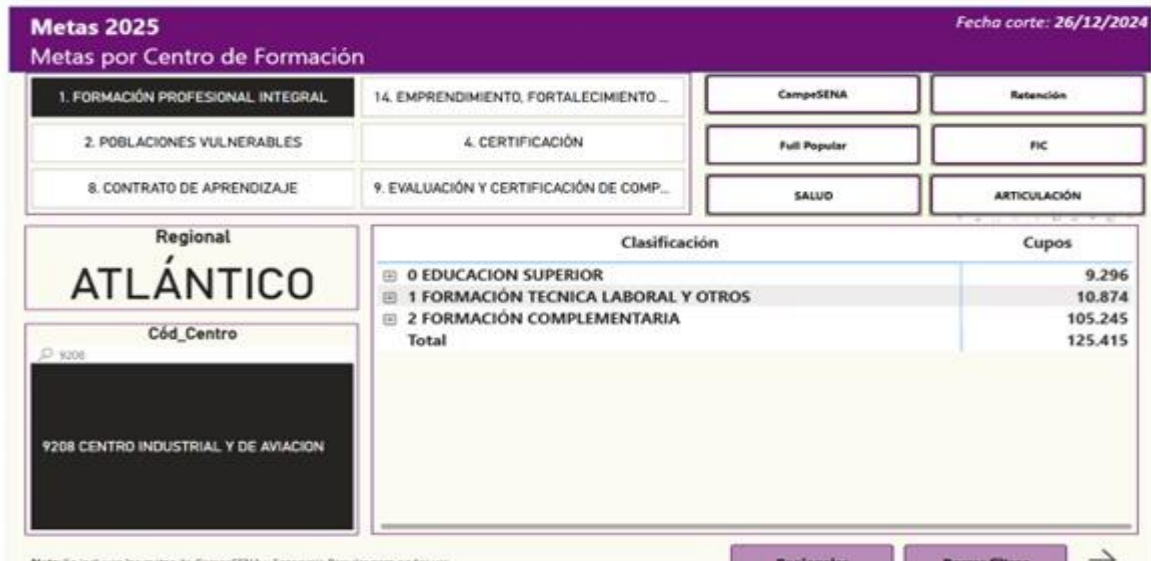 Metas 2025
Fecha corte: 26/12/2024
Metas por Centro de Formación
1. FORMACIÓN PROFESIONAL INTEGRAL
14. EMPRENDIMIENTO, FORTALECIMIENTO ...
CampeSENA
Retención
2. POBLACIONES VULNERABLES
4. CERTIFICACIÓN
Full Popular
FIC
8. CONTRATO DE APRENDIZAJE
9. EVALUACIÓN Y CERTIFICACIÓN DE COMP...
SALUD
ARTICULACIÓN
Regional
ATLÁNTICO
Clasificación Cupos
0 EDUCACION SUPERIOR 9.296
1 FORMACIÓN TECNICA LABORAL Y OTROS 10.874
2 FORMACIÓN COMPLEMENTARIA 105.245
Total 125.415
Cód_Centro
9208
9208 CENTRO INDUSTRIAL Y DE AVIACION